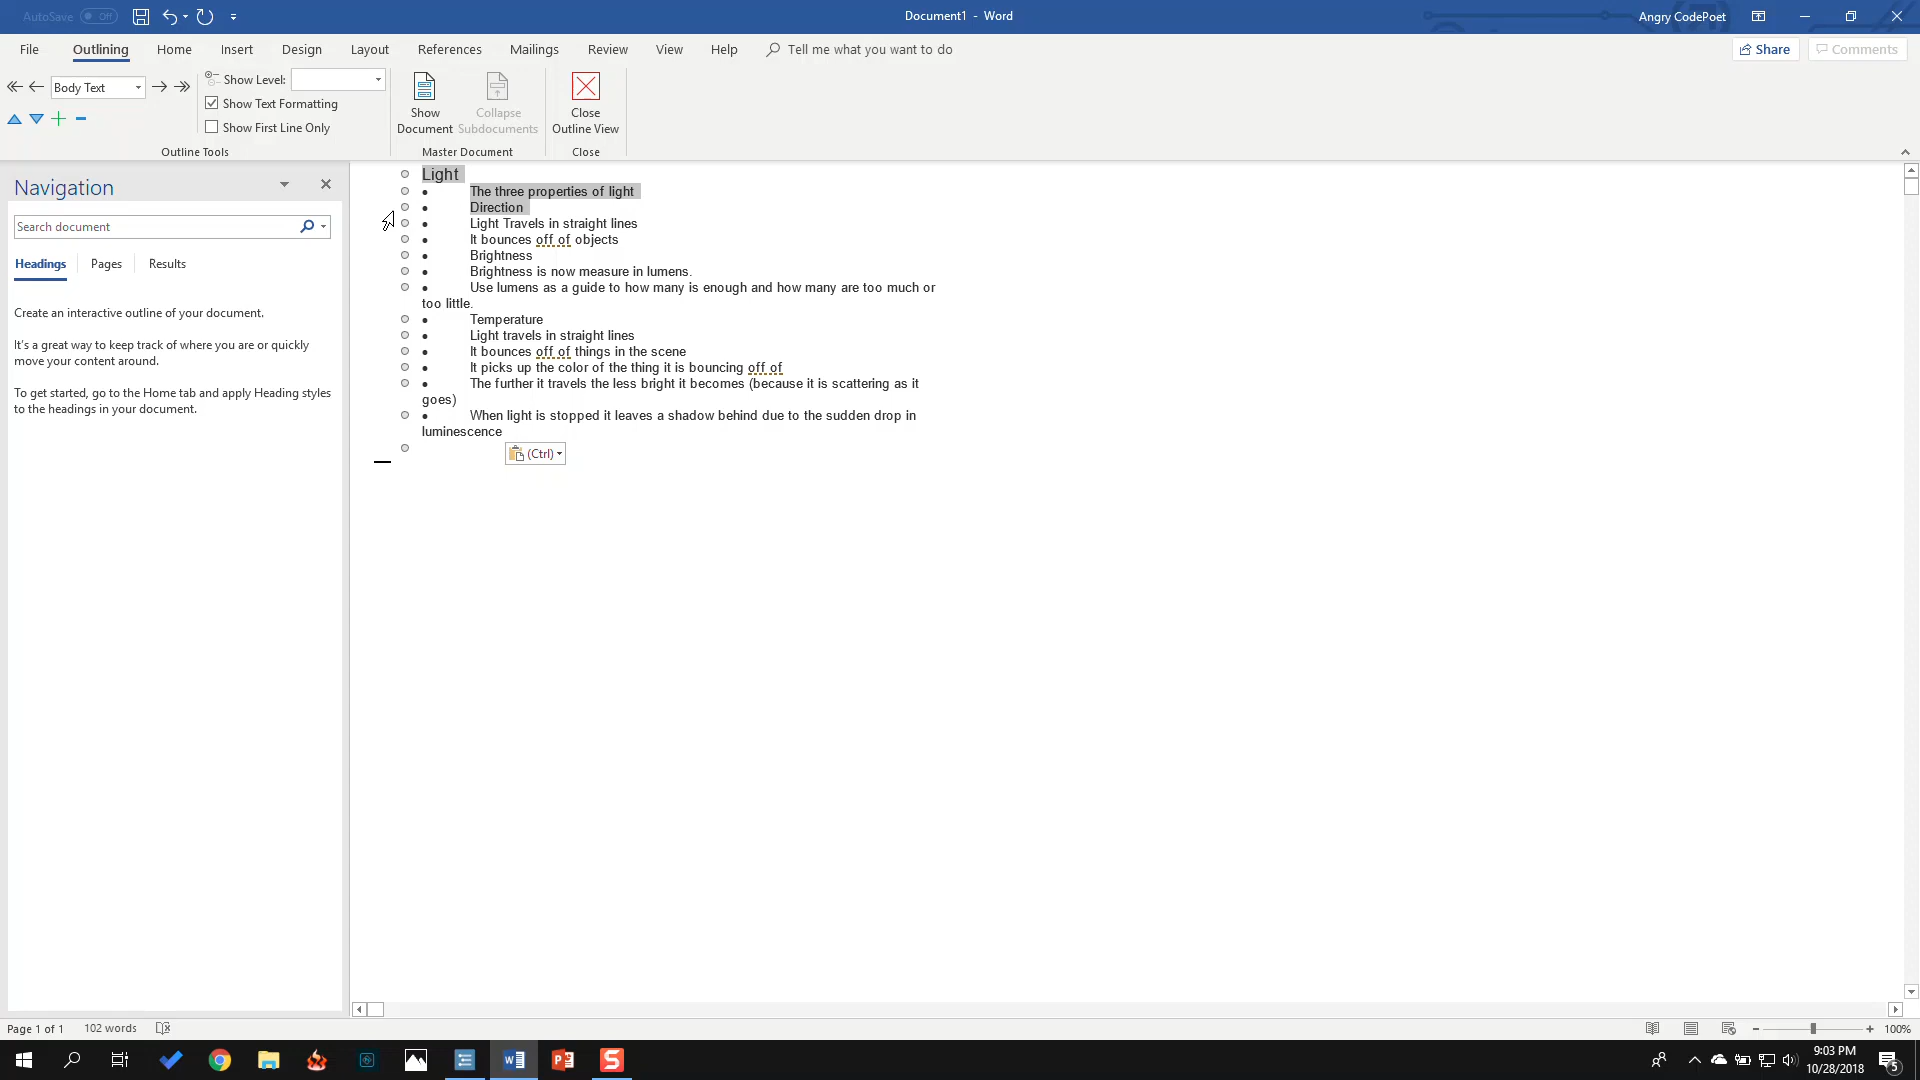 AutoSave Off
Document1 - Word
Angry CodePoet
File Outlining Home Insert Design Layout References Mailings Review View Help Tell me what you want to do
Share Comments
Body Text
Show Level:
Show Text Formatting
Show First Line Only
Show Document
Collapse Subdocuments
Close Outline View
Outline Tools
Master Document
Close
Navigation
Search document
Headings Pages Results
Create an interactive outline of your document.
It's a great way to keep track of where you are or quickly
move your content around.
To get started, go to the Home tab and apply Heading styles
to the headings in your document.
Light
• The three properties of light
• Direction
• Light Travels in straight lines
• It bounces off of objects
• Brightness
• Brightness is now measure in lumens.
• Use lumens as a guide to how many is enough and how many are too much or
too little.
• Temperature
• Light travels in straight lines
• It bounces off of things in the scene
• It picks up the color of the thing it is bouncing off of
• The further it travels the less bright it becomes (because it is scattering as it
goes)
• When light is stopped it leaves a shadow behind due to the sudden drop in
luminescence
(Ctrl)
Page 1 of 1 102 words
100%
9:03 PM
10/28/2018
5